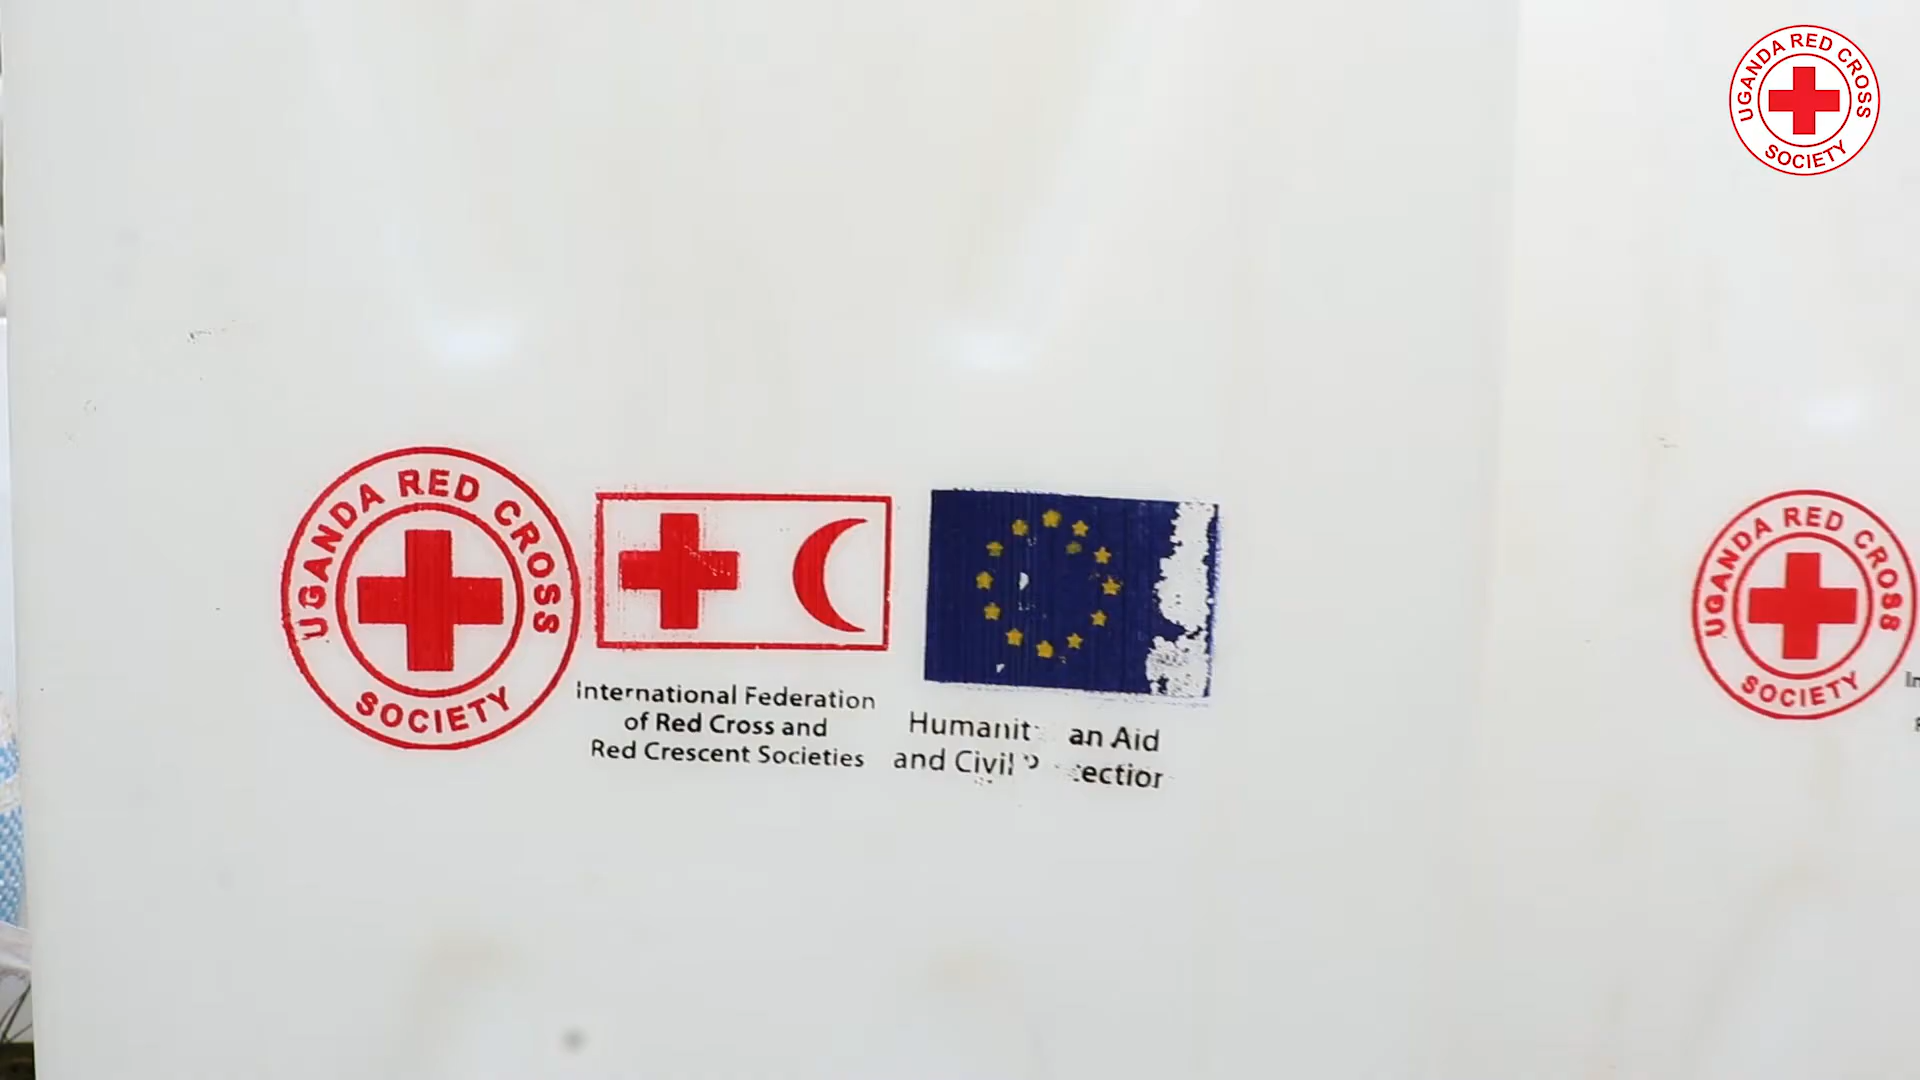 UGANDA RED CROSS
SOCIETY
UGANDA RED CROSS
SOCIETY
International Federation
of Red Cross and
Red Crescent Societies
an Aid
and Civil
UGANDA RED CROSS
SOCIETY